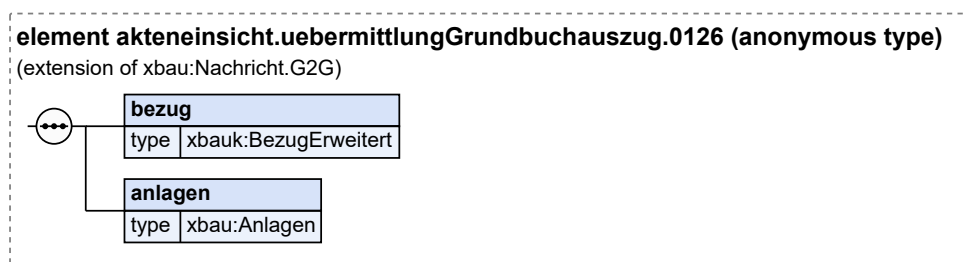 element akteneinsicht.uebermittlungGrundbuchauszug.0126 (anonymous type)
(extension of xbau:Nachricht.G2G)
bezug
type xbauk:BezugErweitert
anlagen
type xbau:Anlagen